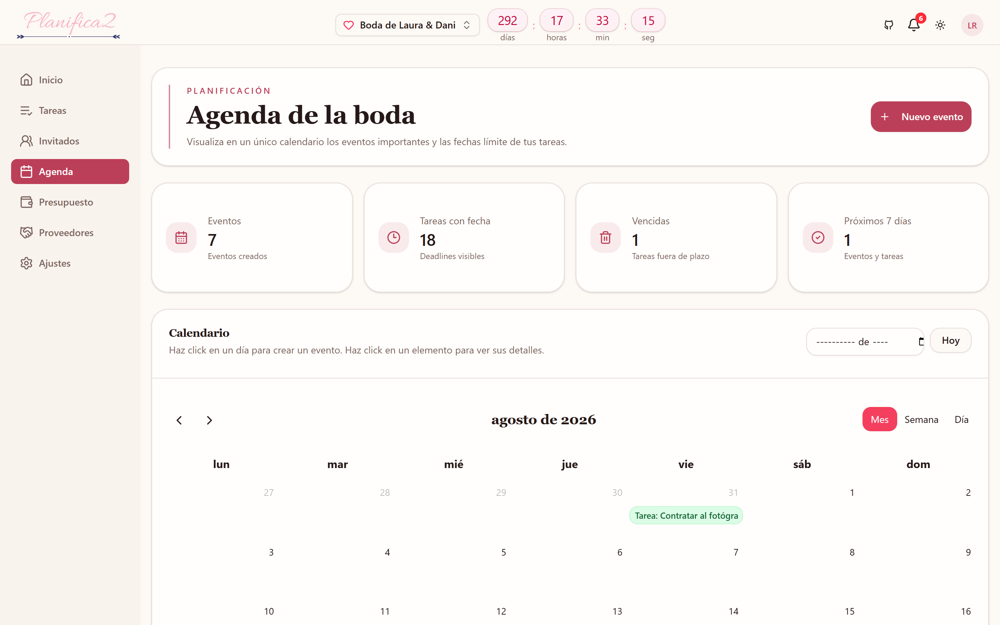 Planifica2
Boda de Laura & Dani
292 : 17 : 33 : 15
días horas min seg
6
LR
Inicio
Tareas
Invitados
Agenda
Presupuesto
Proveedores
Ajustes
PLANIFICACIÓN
Agenda de la boda
Visualiza en un único calendario los eventos importantes y las fechas límite de tus tareas.
+ Nuevo evento
Eventos
7
Eventos creados
Tareas con fecha
18
Deadlines visibles
Vencidas
1
Tareas fuera de plazo
Próximos 7 días
1
Eventos y tareas
Calendario
Haz click en un día para crear un evento. Haz click en un elemento para ver sus detalles.
---------- de ----
Hoy
agosto de 2026
Mes Semana Día
lun mar mié jue vie sáb dom
27 28 29 30 31 1 2
Tarea: Contratar al fotógra
3 4 5 6 7 8 9
10 11 12 13 14 15 16